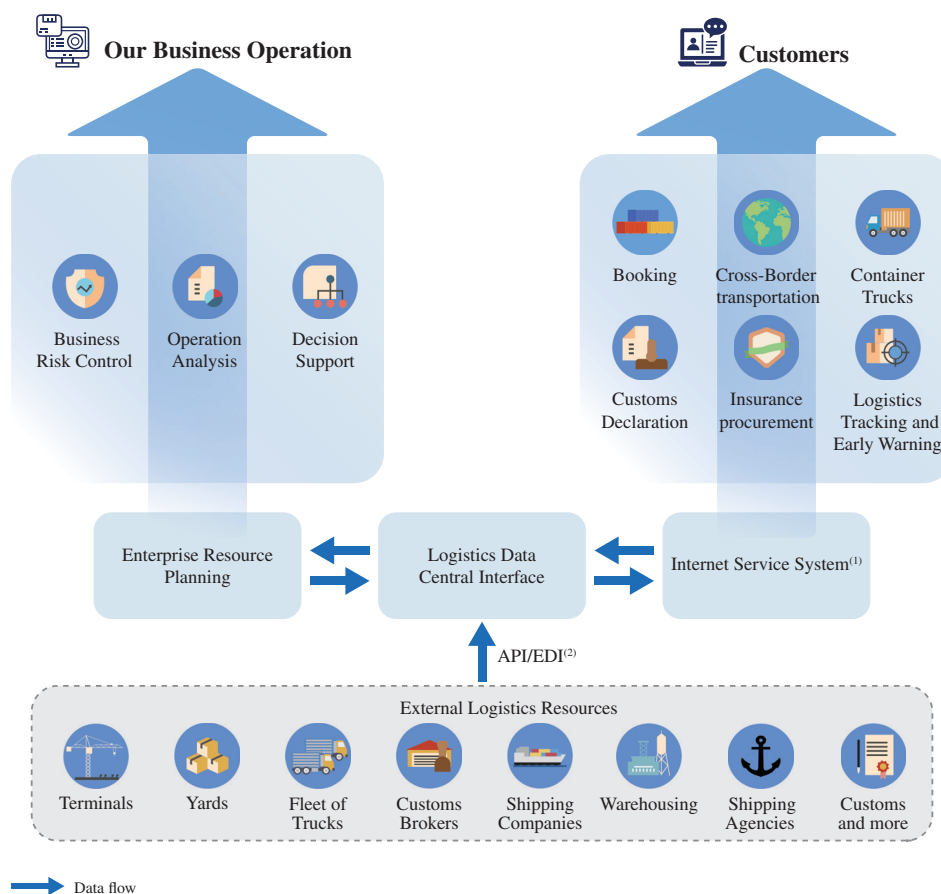 Our Business Operation
Customers
Business
Risk Control
Operation
Analysis
Decision
Support
Booking
Cross-Border
transportation
Container
Trucks
Customs
Declaration
Insurance
procurement
Logistics
Tracking and
Early Warning
Enterprise Resource
Planning
Logistics Data
Central Interface
Internet Service System(1)
API/EDI(2)
External Logistics Resources
Terminals
Yards
Fleet of
Trucks
Customs
Brokers
Shipping
Companies
Warehousing
Shipping
Agencies
Customs
and more
Data flow